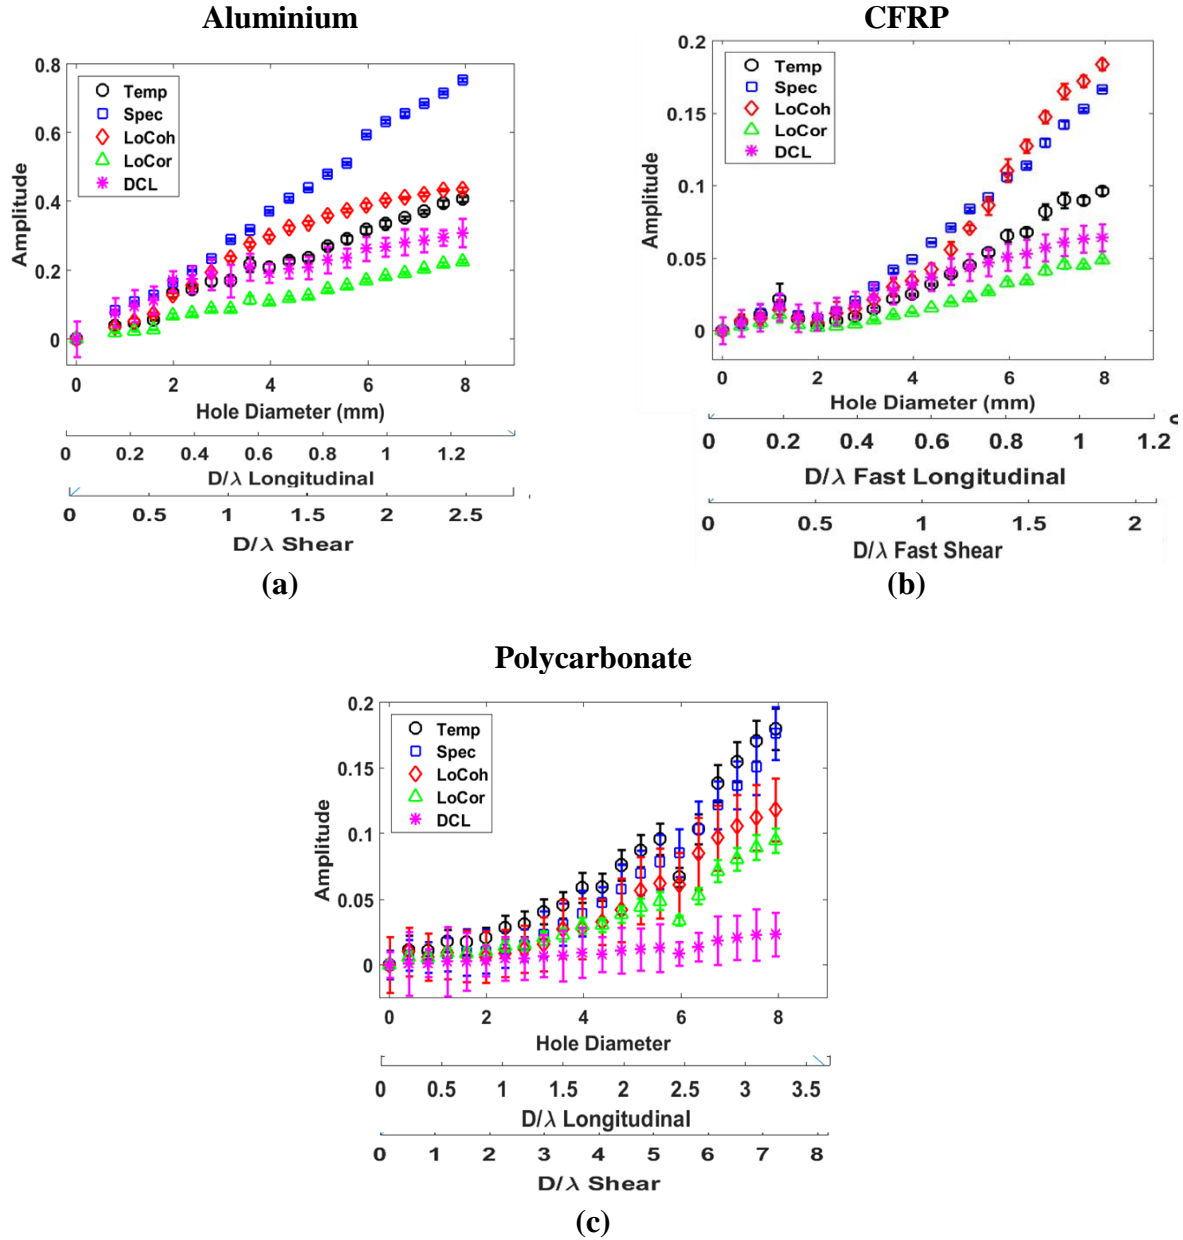 Aluminium
0.8
0.6
0.4
0.2
0
Amplitude
Temp
Spec
LoCoh
LoCor
DCL
0 2 4 6 8
Hole Diameter (mm)
0 0.2 0.4 0.6 0.8 1 1.2
D/λ Longitudinal
0 0.5 1 1.5 2 2.5
D/λ Shear
(a)
CFRP
0.2
0.15
0.1
0.05
0
Amplitude
Temp
Spec
LoCoh
LoCor
DCL
0 2 4 6 8
Hole Diameter (mm)
0 0.2 0.4 0.6 0.8 1 1.2
D/λ Fast Longitudinal
0 0.5 1 1.5 2
D/λ Fast Shear
(b)
Polycarbonate
0.2
0.15
0.1
0.05
0
Amplitude
Temp
Spec
LoCoh
LoCor
DCL
0 2 4 6 8
Hole Diameter
0 0.5 1 1.5 2 2.5 3 3.5
D/λ Longitudinal
0 1 2 3 4 5 6 7 8
D/λ Shear
(c)